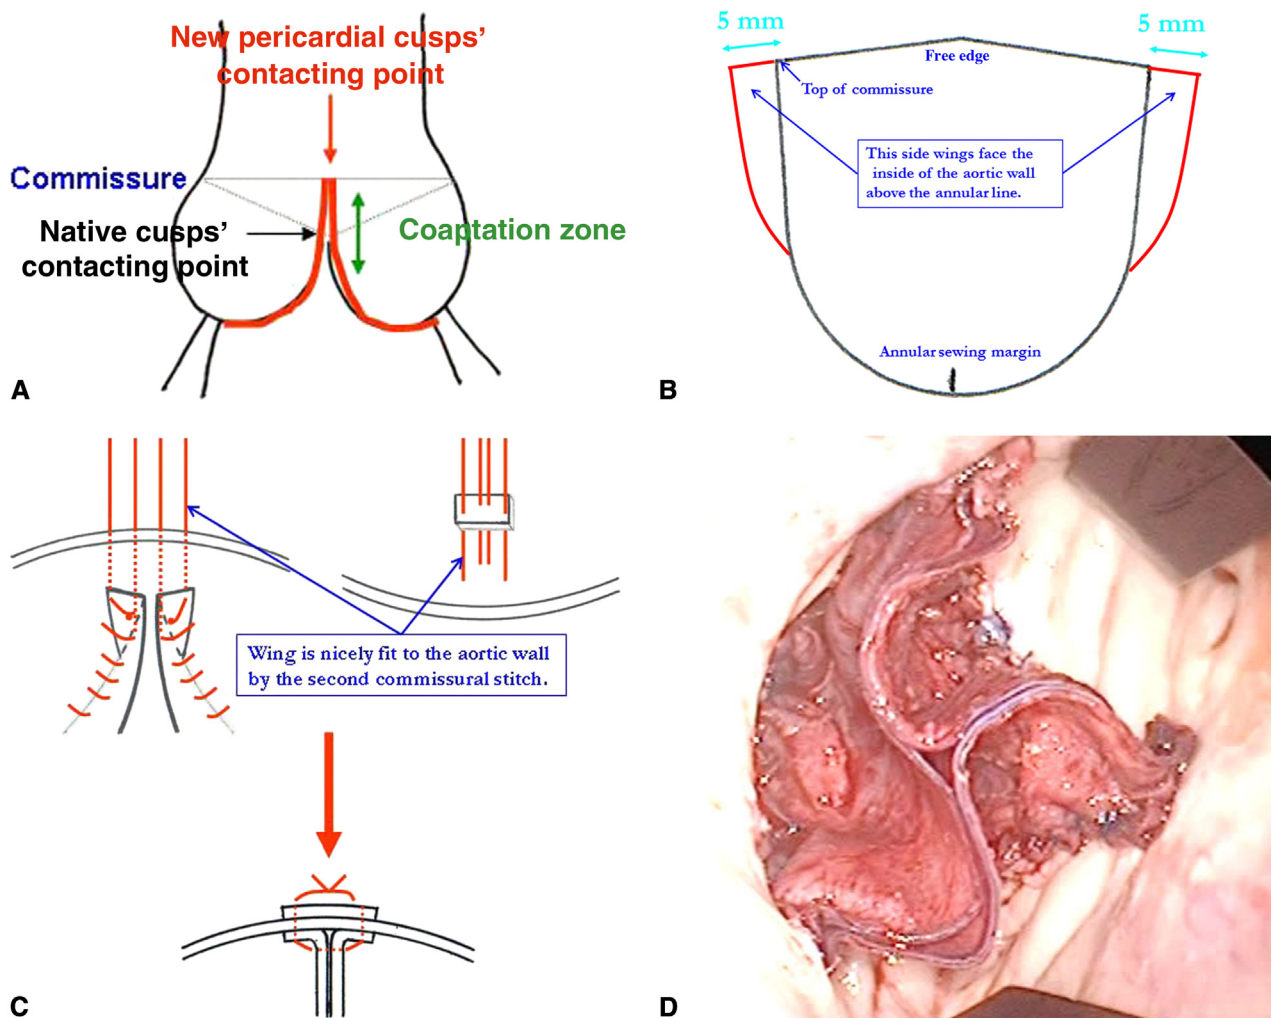 New pericardial cusps’
contacting point
Commissure
Native cusps’
contacting point
Coaptation zone
A
5 mm
5 mm
Free edge
Top of commissure
This side wings face the
inside of the aortic wall
above the annular line.
Annular sewing margin
B
Wing is nicely fit to the aortic wall
by the second commissural stitch.
C
D